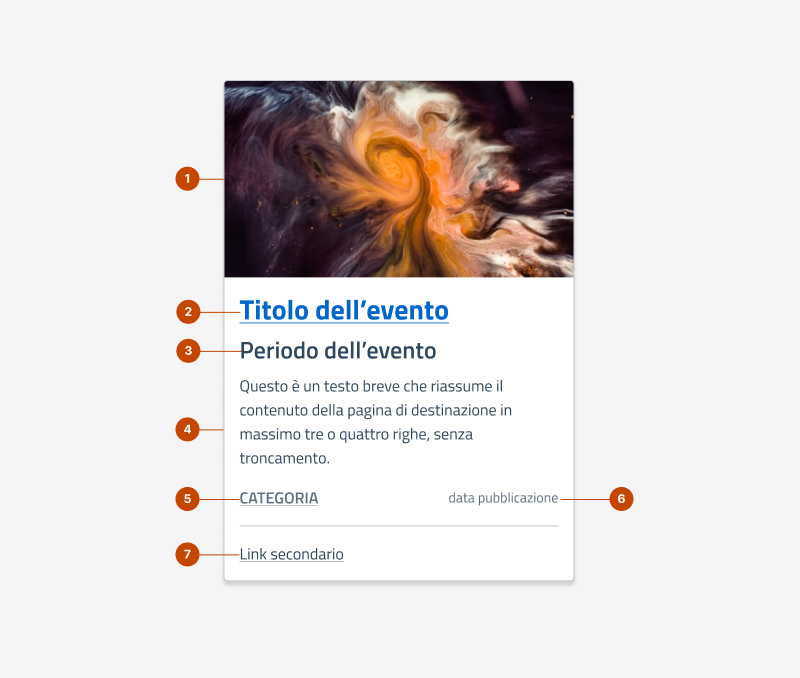 1
2 Titolo dell’evento
3 Periodo dell’evento
Questo è un testo breve che riassume il
contenuto della pagina di destinazione in
4 massimo tre o quattro righe, senza
troncamento.
5 CATEGORIA data pubblicazione 6
7 Link secondario